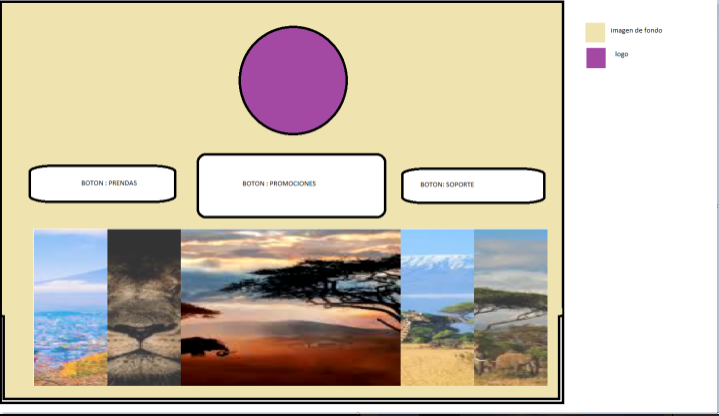 imagen de fondo
logo
BOTON : PRENDAS
BOTON : PROMOCIONES
BOTON: SOPORTE